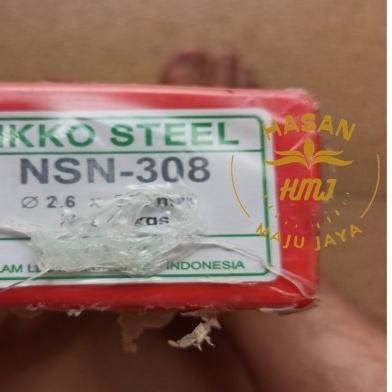 IKKO STEEL
NSN-308
Ø 2.6 x
INDONESIA
HASAN
HMJ
MAJU JAYA